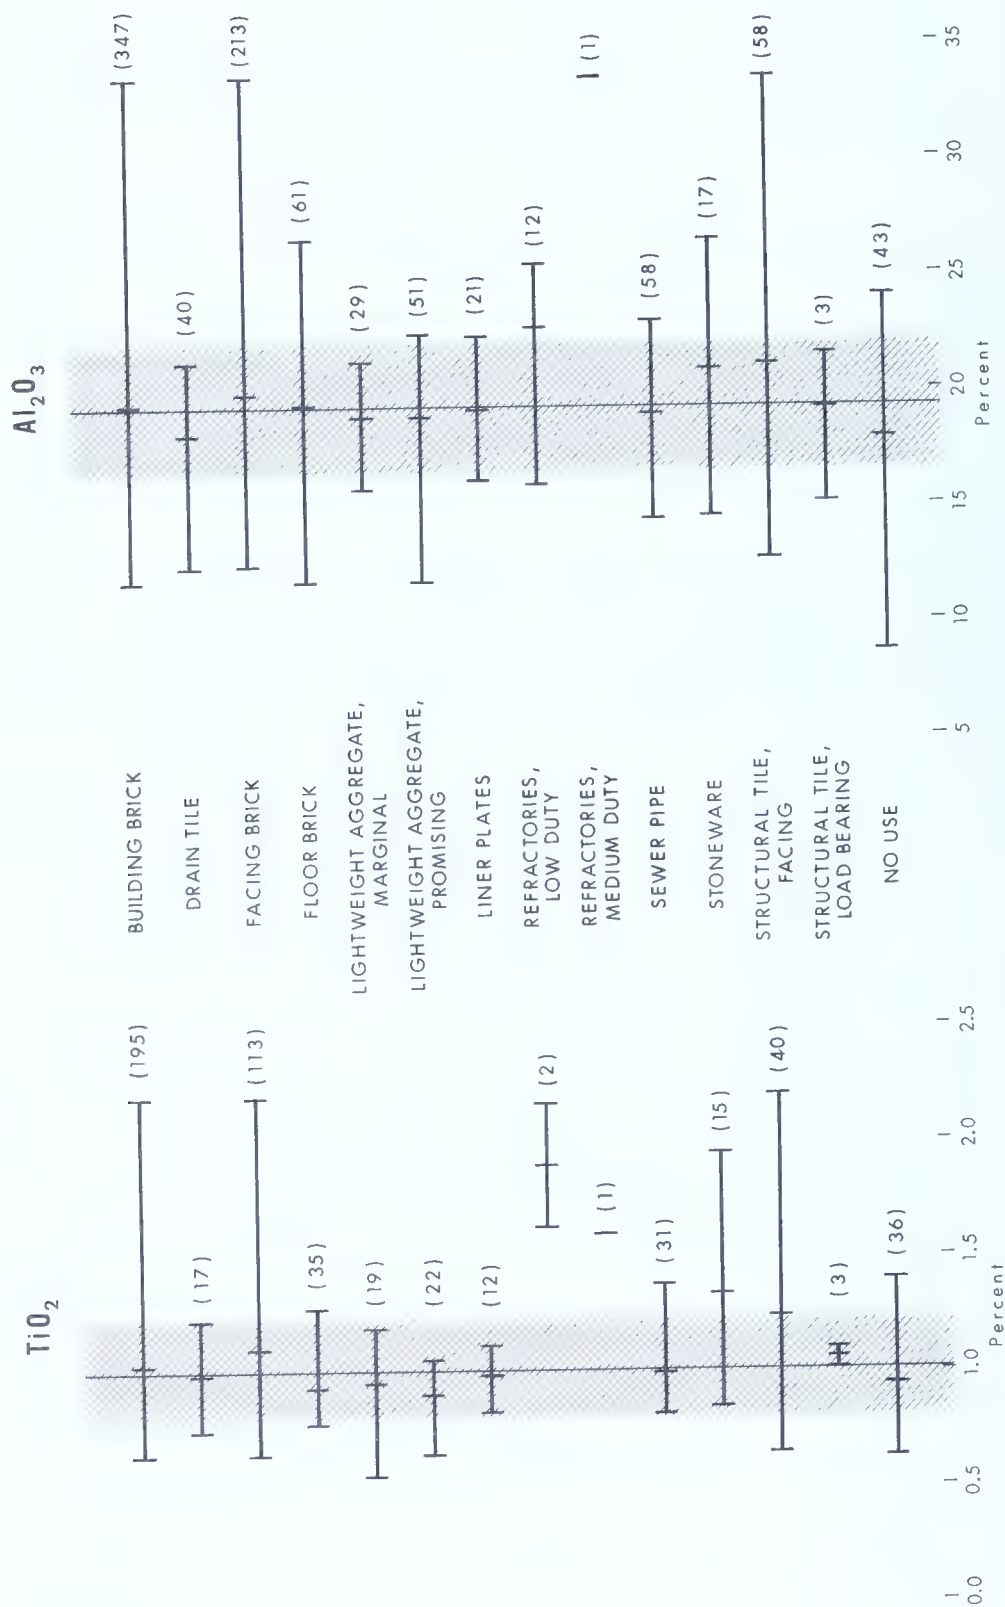 TiO2
Al2O3
(195)
BUILDING BRICK
(347)
(17)
DRAIN TILE
(40)
(113)
FACING BRICK
(213)
(35)
FLOOR BRICK
(61)
(19)
LIGHTWEIGHT AGGREGATE,
MARGINAL
(29)
(22)
LIGHTWEIGHT AGGREGATE,
PROMISING
(51)
(12)
LINER PLATES
(21)
(2)
REFRACTORIES,
LOW DUTY
(12)
(1)
REFRACTORIES,
MEDIUM DUTY
(1)
(31)
SEWER PIPE
(58)
(15)
STONEWARE
(17)
(40)
STRUCTURAL TILE,
FACING
(58)
(3)
STRUCTURAL TILE,
LOAD BEARING
(3)
(36)
NO USE
(43)
0.0 0.5 1.0 1.5 2.0 2.5
Percent
5 10 15 20 25 30 35
Percent